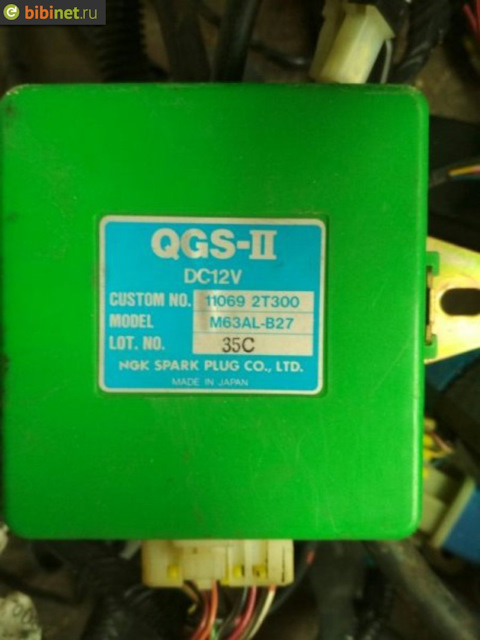 bibinet.ru
QGS-II
DC12V
CUSTOM NO. 11069 2T300
MODEL M63AL-B27
LOT. NO. 35C
NGK SPARK PLUG CO., LTD.
MADE IN JAPAN